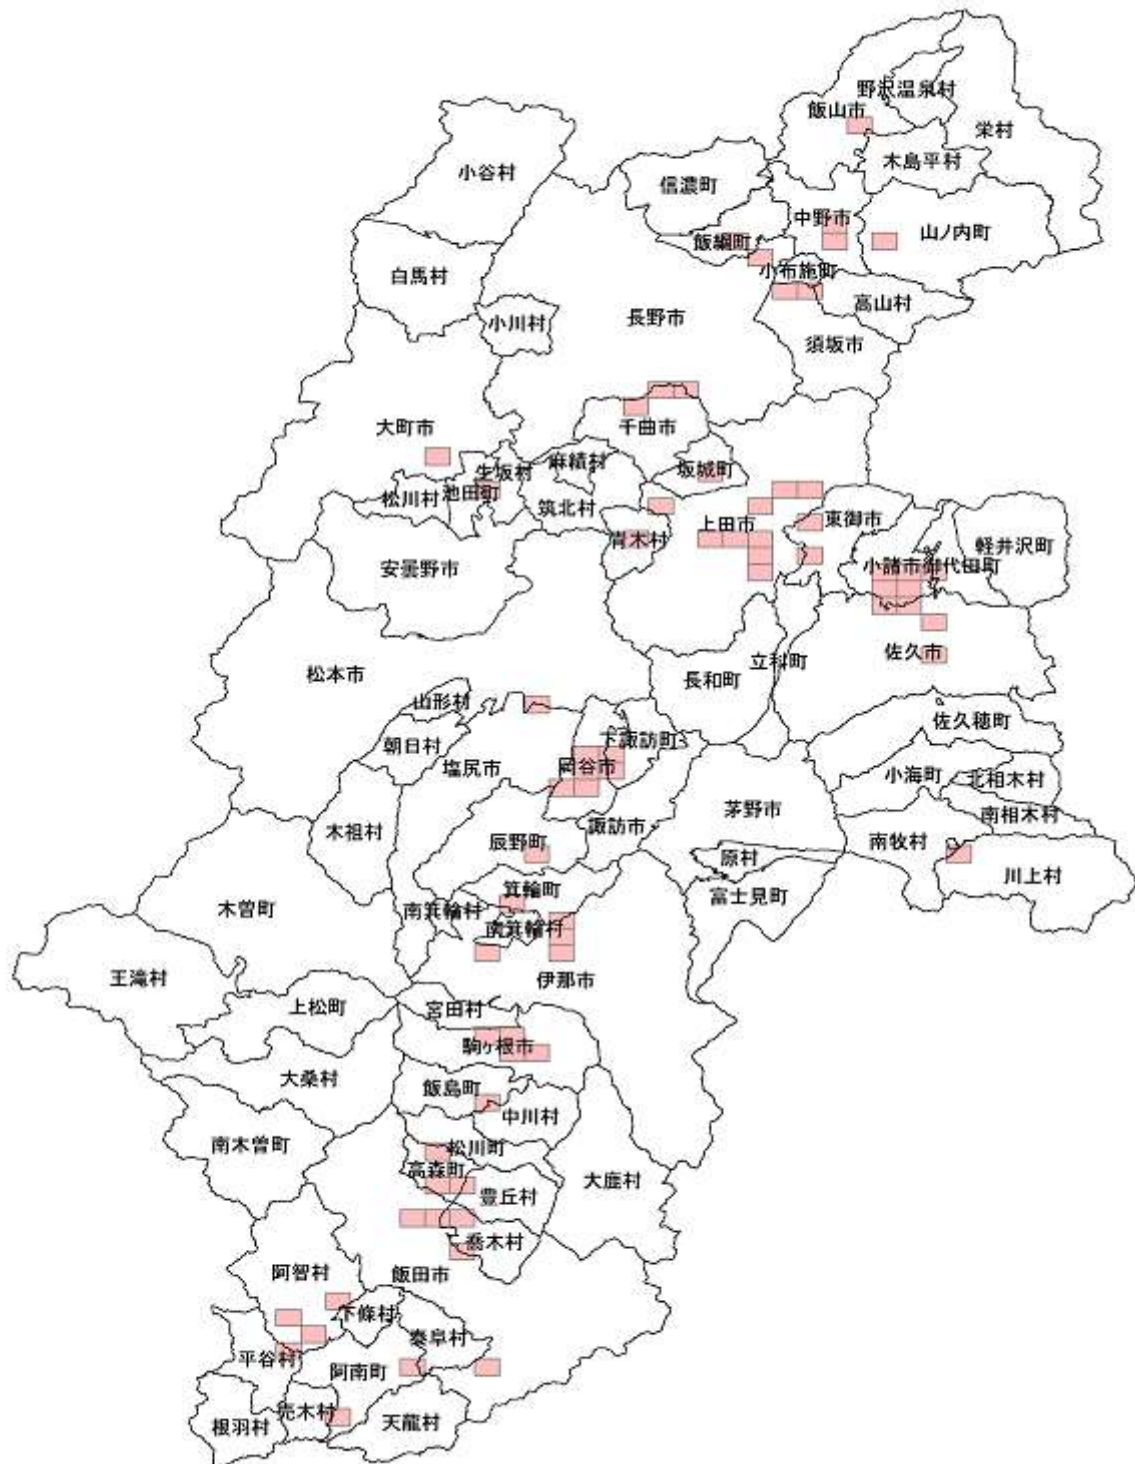 野沢温泉村
飯山市
栄村
木島平村
小谷村
信濃町
中野市
山ノ内町
飯綱町
小布施町
白馬村
高山村
小川村
長野市
須坂市
大町市
千曲市
麻績村
坂城町
生坂村
池田町
松川村
筑北村
上田市
東御市
青木村
軽井沢町
安曇野市
小諸市
御代田町
佐久市
松本市
立科町
長和町
山形村
佐久穂町
下諏訪町
朝日村
塩尻市
岡谷市
小海町
北相木村
茅野市
南相木村
諏訪市
木祖村
辰野町
南牧村
原村
川上村
箕輪町
富士見町
木曽町
南箕輪村
南箕輪村
王滝村
伊那市
上松町
宮田村
駒ヶ根市
大桑村
飯島町
中川村
南木曽町
松川町
高森町
大鹿村
豊丘村
喬木村
阿智村
飯田市
下條村
泰阜村
平谷村
阿南町
売木村
根羽村
天龍村